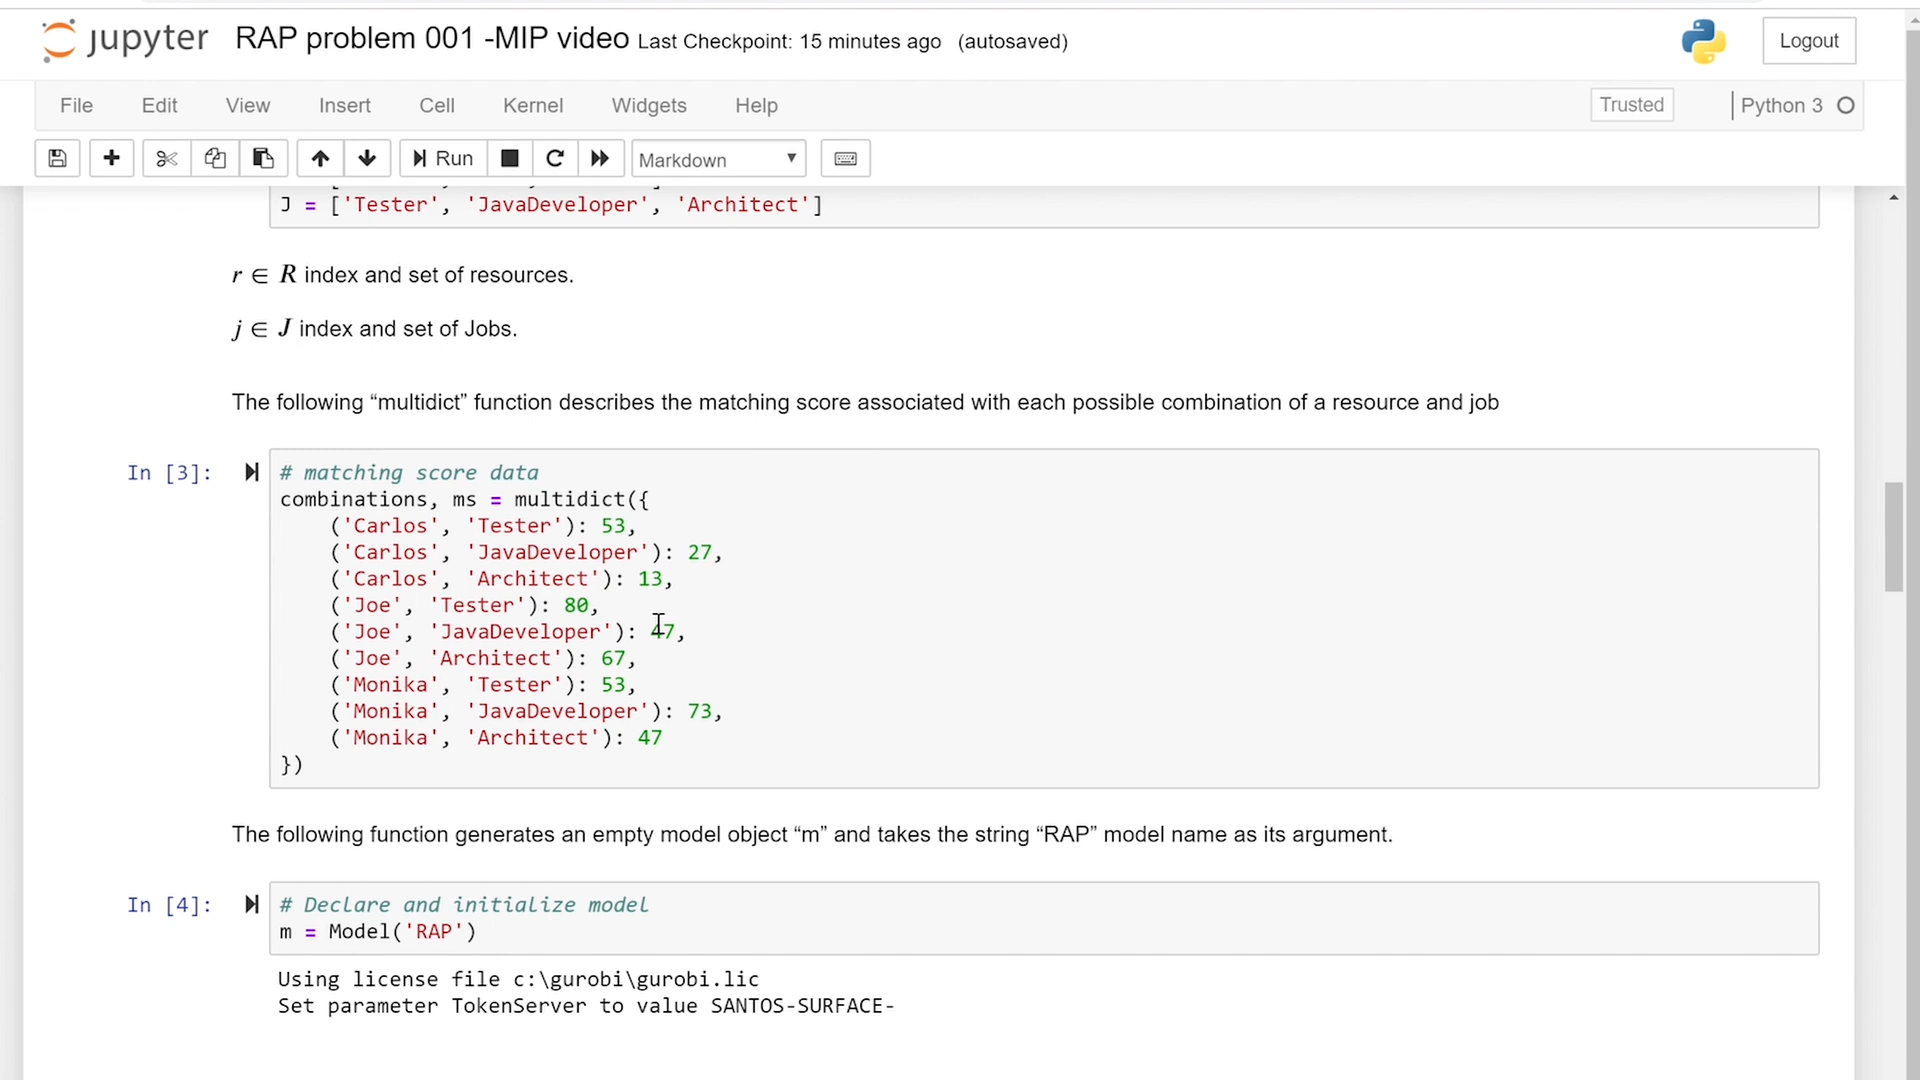 jupyter RAP problem 001 -MIP video Last Checkpoint: 15 minutes ago (autosaved) Logout
File Edit View Insert Cell Kernel Widgets Help Trusted Python 3
Run Markdown
J = ['Tester', 'JavaDeveloper', 'Architect']
r ∈ R index and set of resources.
j ∈ J index and set of Jobs.
The following “multidict” function describes the matching score associated with each possible combination of a resource and job
In [3]: # matching score data
combinations, ms = multidict({
('Carlos', 'Tester'): 53,
('Carlos', 'JavaDeveloper'): 27,
('Carlos', 'Architect'): 13,
('Joe', 'Tester'): 80,
('Joe', 'JavaDeveloper'): 47,
('Joe', 'Architect'): 67,
('Monika', 'Tester'): 53,
('Monika', 'JavaDeveloper'): 73,
('Monika', 'Architect'): 47
})
The following function generates an empty model object “m” and takes the string “RAP” model name as its argument.
In [4]: # Declare and initialize model
m = Model('RAP')
Using license file c:\gurobi\gurobi.lic
Set parameter TokenServer to value SANTOS-SURFACE-